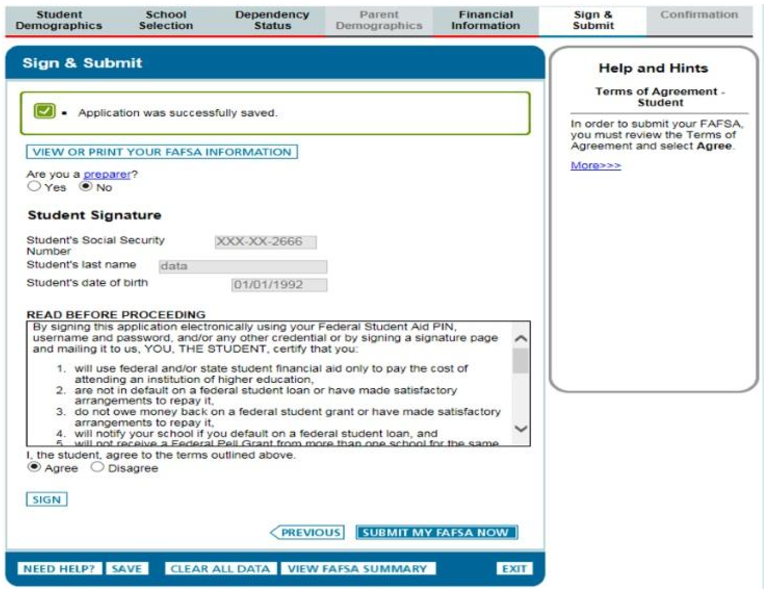 Student Demographics
School Selection
Dependency Status
Parent Demographics
Financial Information
Sign & Submit
Confirmation
Sign & Submit
Application was successfully saved.
VIEW OR PRINT YOUR FAFSA INFORMATION
Are you a preparer?
Yes No
Student Signature
Student's Social Security
Number
XXX-XX-2666
Student's last name data
Student's date of birth 01/01/1992
READ BEFORE PROCEEDING
By signing this application electronically using your Federal Student Aid PIN,
username and password, and/or any other credential or by signing a signature page
and mailing it to us, YOU, THE STUDENT, certify that you:
1. will use federal and/or state student financial aid only to pay the cost of
attending an institution of higher education,
2. are not in default on a federal student loan or have made satisfactory
arrangements to repay it,
3. do not owe money back on a federal student grant or have made satisfactory
arrangements to repay it,
4. will notify your school if you default on a federal student loan, and
5. will not receive a Federal Pell Grant from more than one school for the same
I, the student, agree to the terms outlined above.
Agree Disagree
SIGN
PREVIOUS
SUBMIT MY FAFSA NOW
NEED HELP?
SAVE
CLEAR ALL DATA
VIEW FAFSA SUMMARY
EXIT
Help and Hints
Terms of Agreement -
Student
In order to submit your FAFSA,
you must review the Terms of
Agreement and select Agree.
More>>>